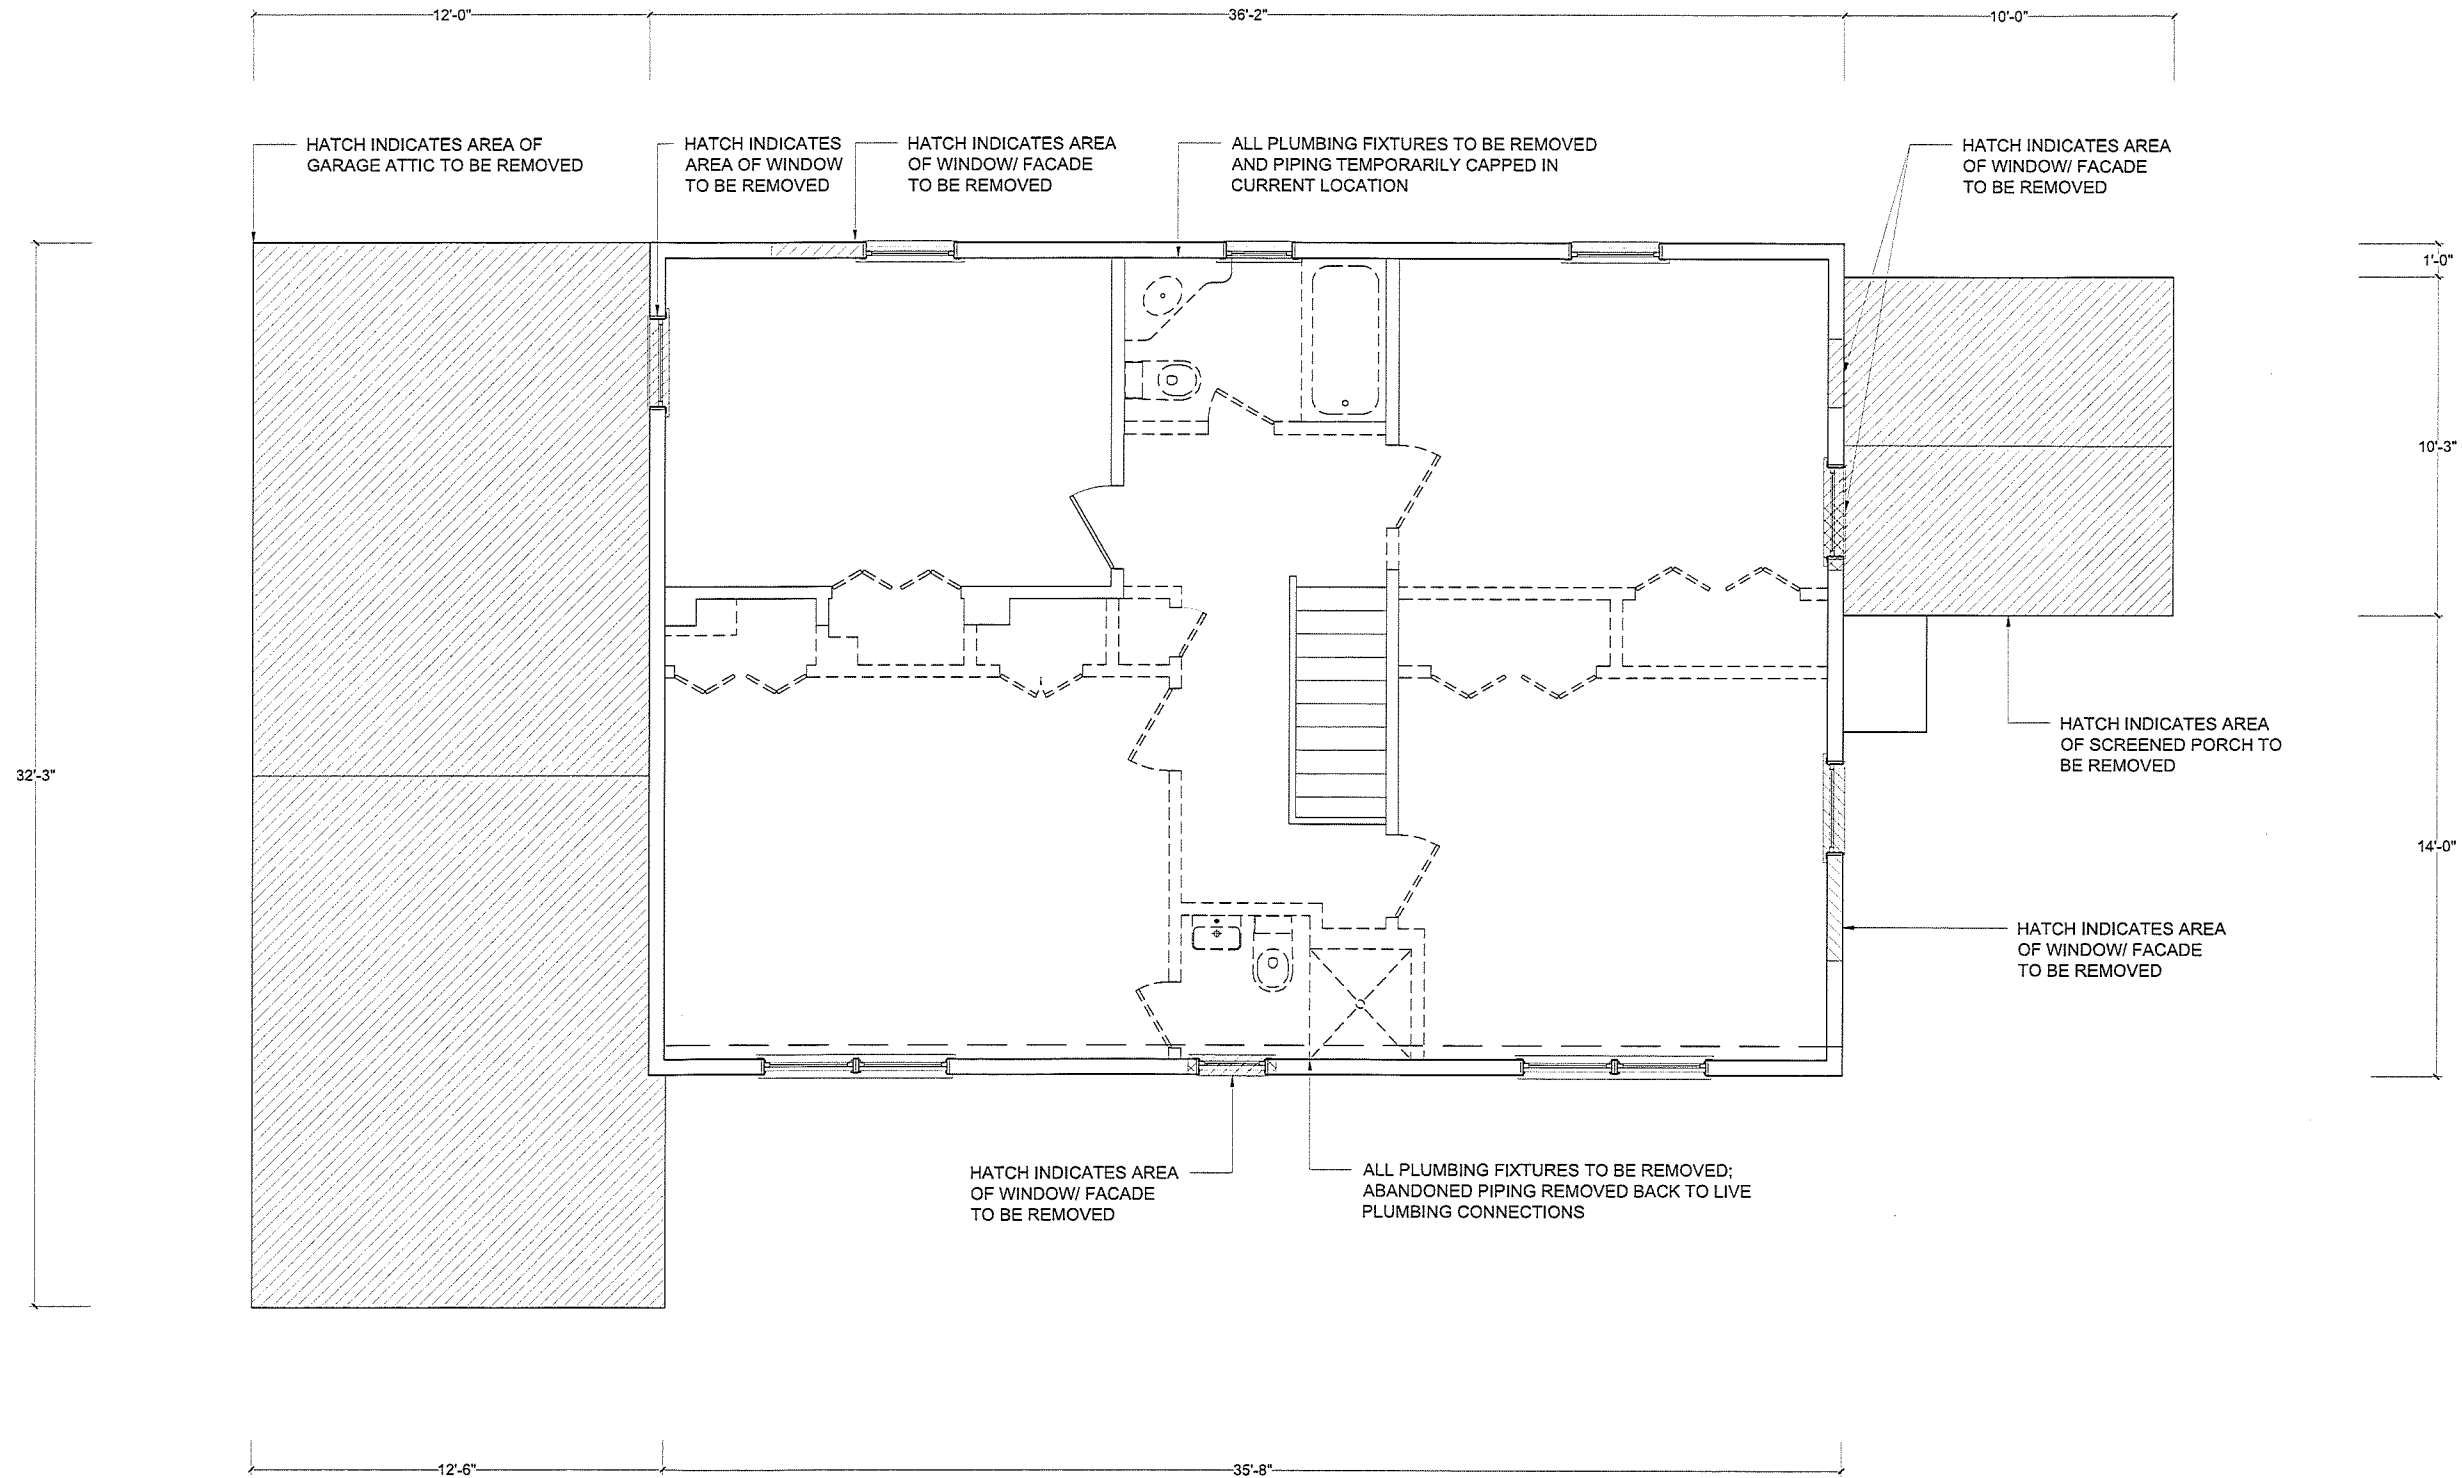 12'-0"
36'-2"
10'-0"
HATCH INDICATES AREA OF
GARAGE ATTIC TO BE REMOVED
HATCH INDICATES
AREA OF WINDOW
TO BE REMOVED
HATCH INDICATES AREA
OF WINDOW/ FACADE
TO BE REMOVED
ALL PLUMBING FIXTURES TO BE REMOVED
AND PIPING TEMPORARILY CAPPED IN
CURRENT LOCATION
HATCH INDICATES AREA
OF WINDOW/ FACADE
TO BE REMOVED
1'-0"
10'-3"
HATCH INDICATES AREA
OF SCREENED PORCH TO
BE REMOVED
32'-3"
14'-0"
HATCH INDICATES AREA
OF WINDOW/ FACADE
TO BE REMOVED
HATCH INDICATES AREA
OF WINDOW/ FACADE
TO BE REMOVED
ALL PLUMBING FIXTURES TO BE REMOVED;
ABANDONED PIPING REMOVED BACK TO LIVE
PLUMBING CONNECTIONS
12'-6"
35'-8"